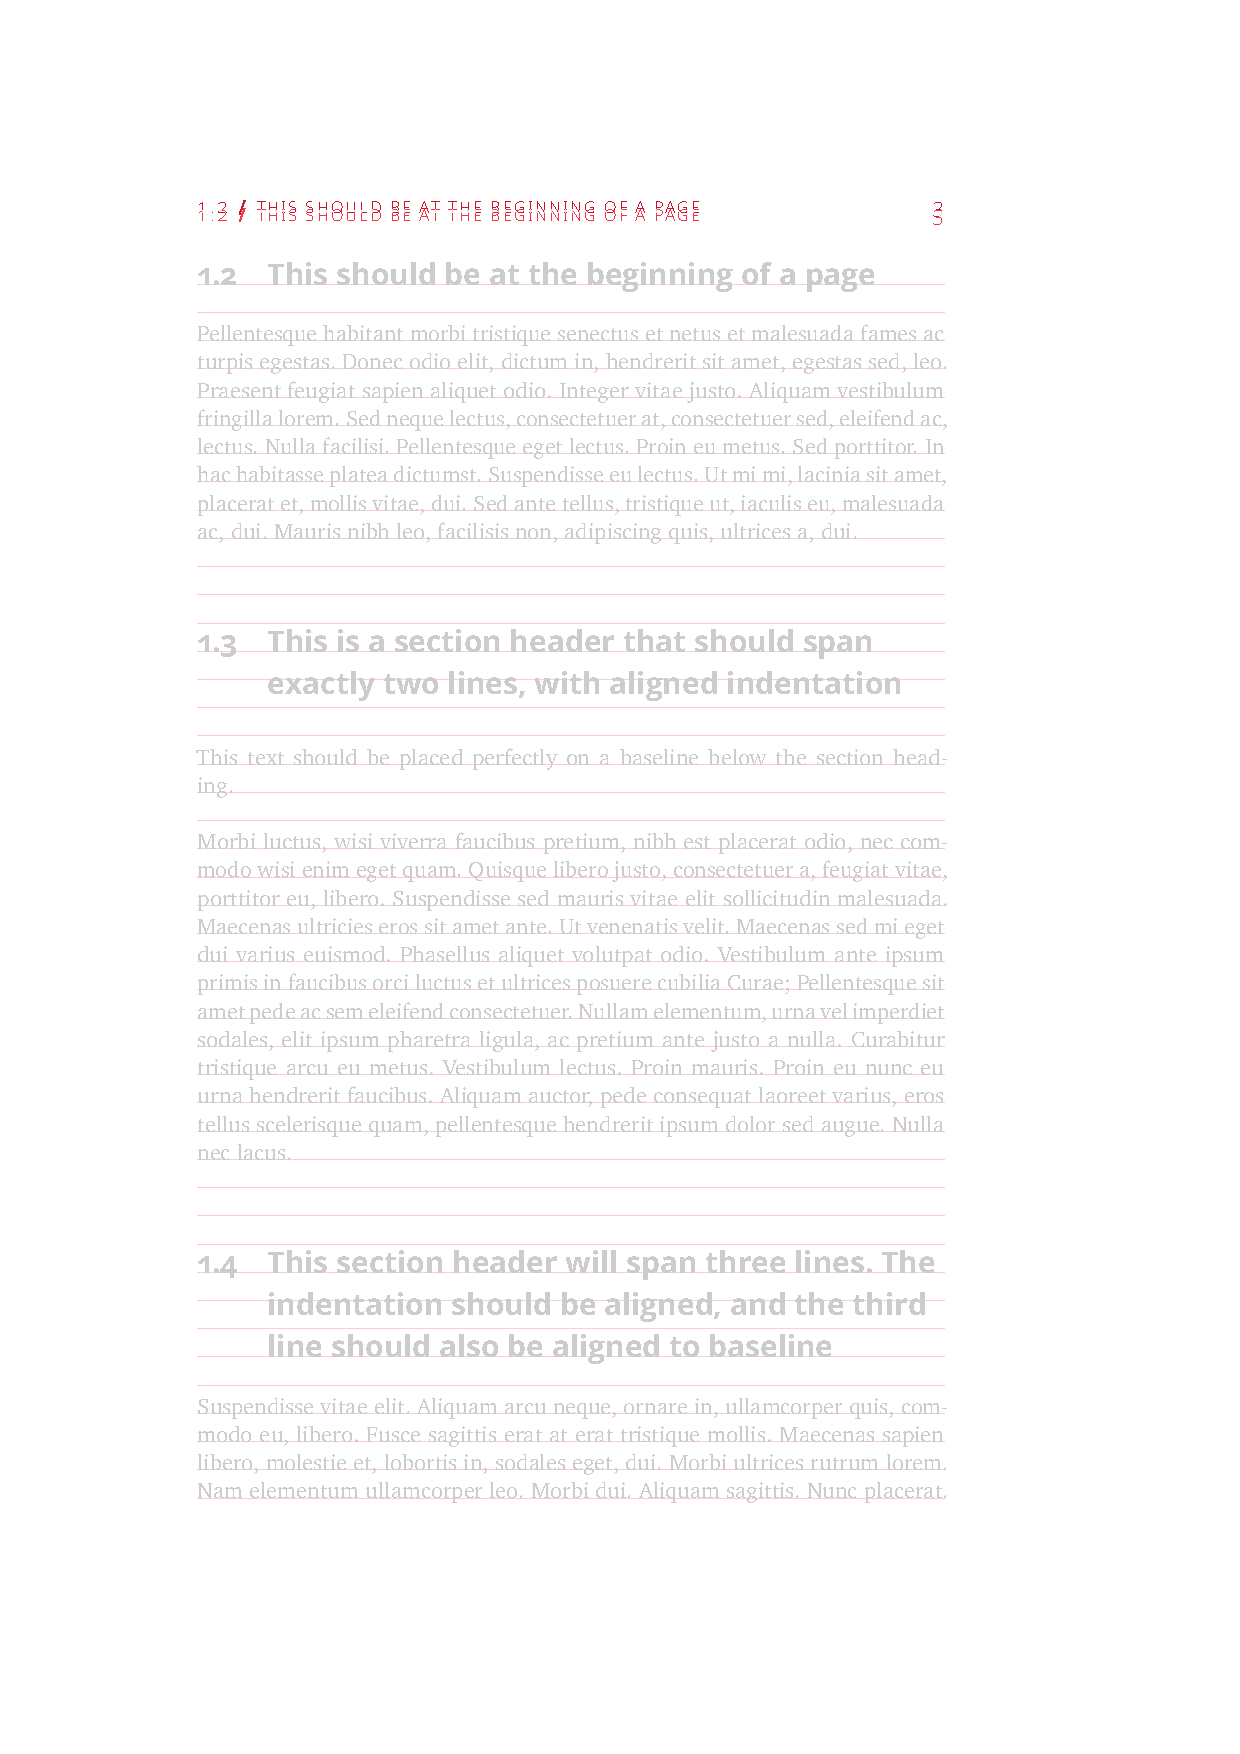 1.2 / THIS SHOULD BE AT THE BEGINNING OF A PAGE 3
1.2 This should be at the beginning of a page
Pellentesque habitant morbi tristique senectus et netus et malesuada fames ac
turpis egestas. Donec odio elit, dictum in, hendrerit sit amet, egestas sed, leo.
Praesent feugiat sapien aliquet odio. Integer vitae justo. Aliquam vestibulum
fringilla lorem. Sed neque lectus, consectetuer at, consectetuer sed, eleifend ac,
lectus. Nulla facilisi. Pellentesque eget lectus. Proin eu metus. Sed porttitor. In
hac habitasse platea dictumst. Suspendisse eu lectus. Ut mi mi, lacinia sit amet,
placerat et, mollis vitae, dui. Sed ante tellus, tristique ut, iaculis eu, malesuada
ac, dui. Mauris nibh leo, facilisis non, adipiscing quis, ultrices a, dui.
1.3 This is a section header that should span
exactly two lines, with aligned indentation
This text should be placed perfectly on a baseline below the section head-
ing.
Morbi luctus, wisi viverra faucibus pretium, nibh est placerat odio, nec com-
modo wisi enim eget quam. Quisque libero justo, consectetuer a, feugiat vitae,
porttitor eu, libero. Suspendisse sed mauris vitae elit sollicitudin malesuada.
Maecenas ultricies eros sit amet ante. Ut venenatis velit. Maecenas sed mi eget
dui varius euismod. Phasellus aliquet volutpat odio. Vestibulum ante ipsum
primis in faucibus orci luctus et ultrices posuere cubilia Curae; Pellentesque sit
amet pede ac sem eleifend consectetuer. Nullam elementum, urna vel imperdiet
sodales, elit ipsum pharetra ligula, ac pretium ante justo a nulla. Curabitur
tristique arcu eu metus. Vestibulum lectus. Proin mauris. Proin eu nunc eu
urna hendrerit faucibus. Aliquam auctor, pede consequat laoreet varius, eros
tellus scelerisque quam, pellentesque hendrerit ipsum dolor sed augue. Nulla
nec lacus.
1.4 This section header will span three lines. The
indentation should be aligned, and the third
line should also be aligned to baseline
Suspendisse vitae elit. Aliquam arcu neque, ornare in, ullamcorper quis, com-
modo eu, libero. Fusce sagittis erat at erat tristique mollis. Maecenas sapien
libero, molestie et, lobortis in, sodales eget, dui. Morbi ultrices rutrum lorem.
Nam elementum ullamcorper leo. Morbi dui. Aliquam sagittis. Nunc placerat.